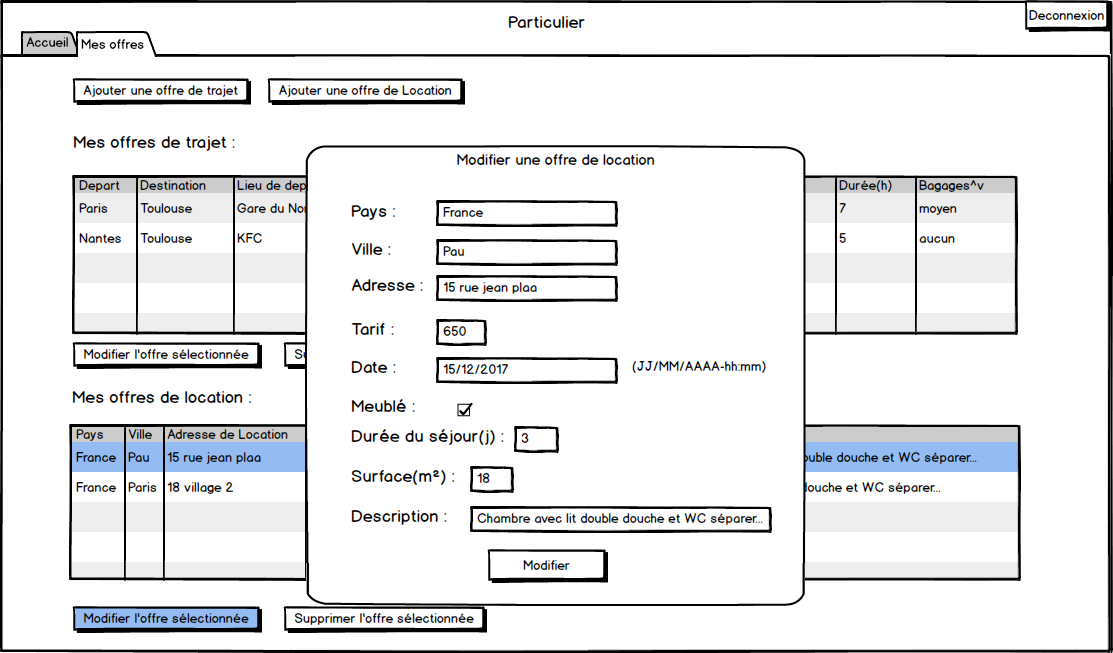 Particulier
Deconnexion
Accueil
Mes offres
Ajouter une offre de trajet
Ajouter une offre de Location
Mes offres de trajet :
Depart Destination Lieu de dep Durée(h) Bagages^v
Paris Toulouse Gare du Nor 7 moyen
Nantes Toulouse KFC 5 aucun
Modifier l'offre sélectionnée
Mes offres de location :
Pays Ville Adresse de Location
France Pau 15 rue jean plaa ouble douche et WC séparer...
France Paris 18 village 2 douche et WC séparer...
Modifier l'offre sélectionnée
Supprimer l'offre sélectionnée
Modifier une offre de location
Pays : France
Ville : Pau
Adresse : 15 rue jean plaa
Tarif : 650
Date : 15/12/2017 (JJ/MM/AAAA-hh:mm)
Meublé :
Durée du séjour(j) : 3
Surface(m²) : 18
Description : Chambre avec lit double douche et WC séparer...
Modifier